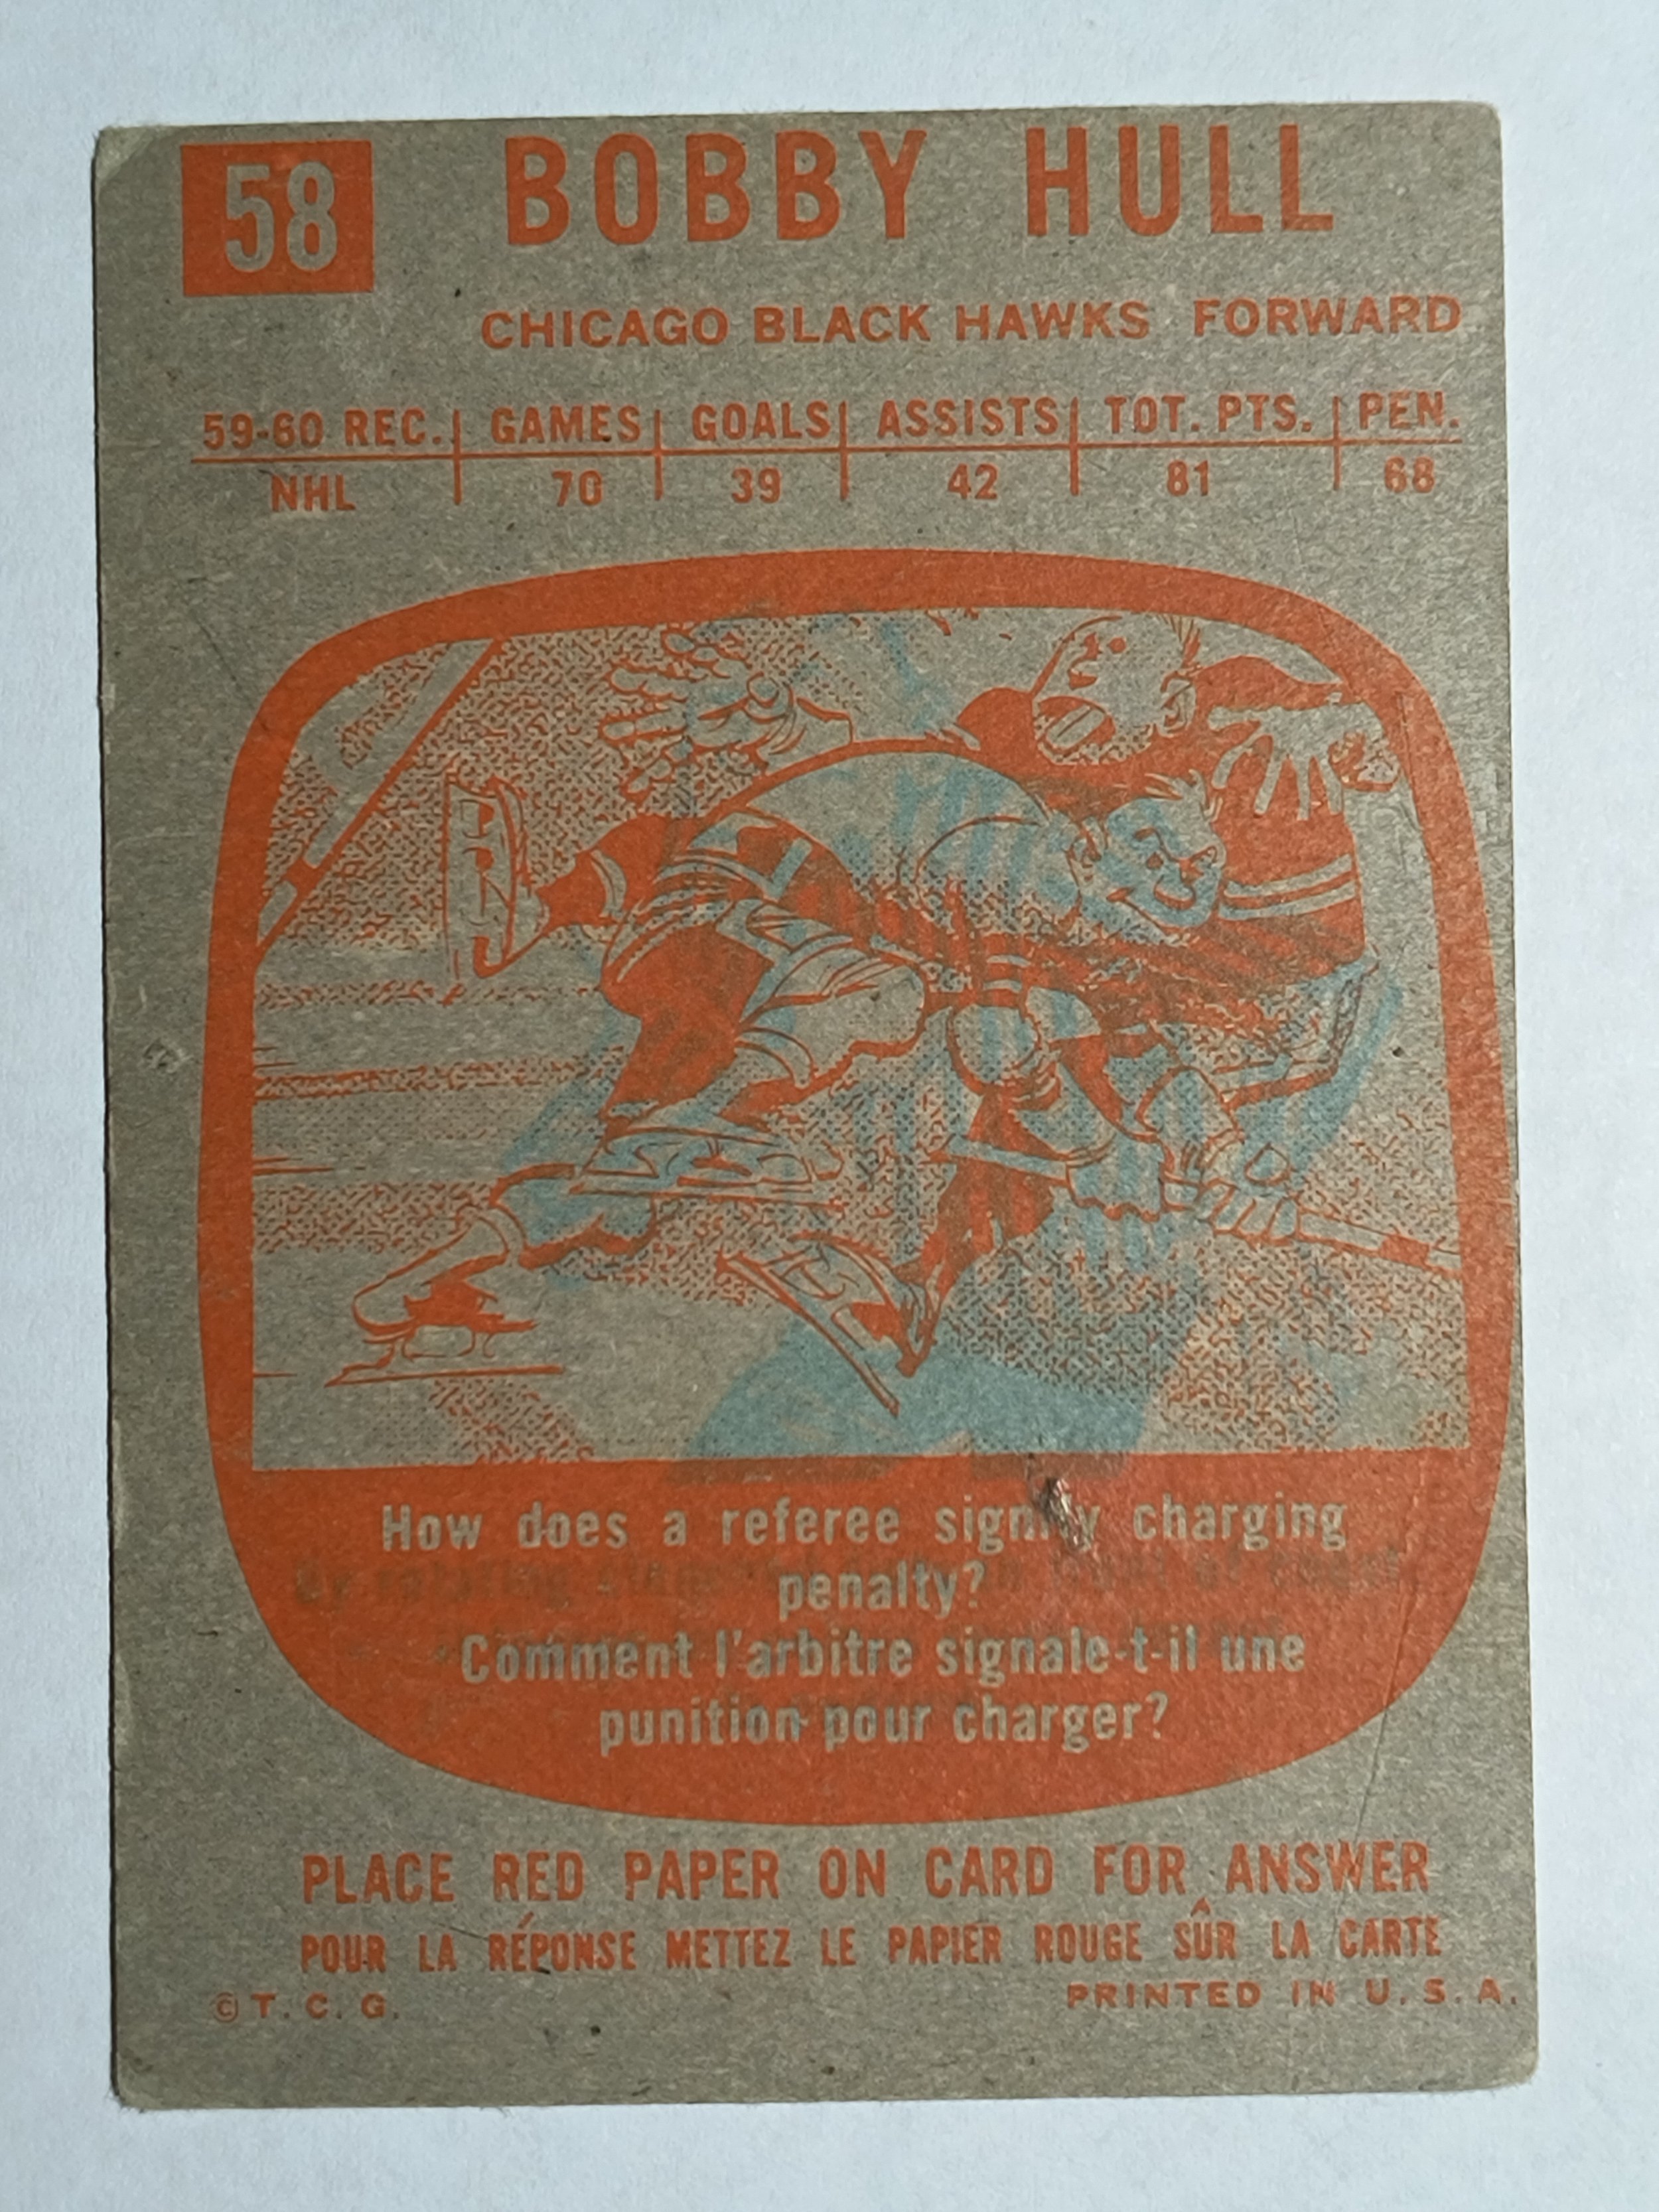 58 BOBBY HULL
CHICAGO BLACK HAWKS FORWARD
59-60 REC. GAMES GOALS ASSISTS TOT. PTS. PEN.
NHL 70 39 42 81 68
How does a referee signify charging
penalty?
Comment l'arbitre signale-t-il une
punition pour charger?
PLACE RED PAPER ON CARD FOR ANSWER
POUR LA RÉPONSE METTEZ LE PAPIER ROUGE SÛR LA CARTE
© T. C. G. PRINTED IN U. S. A.